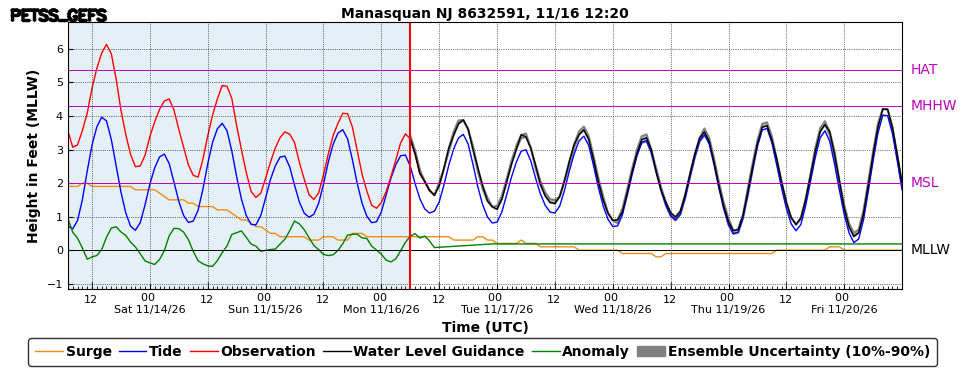 PETSS_GEFS
Manasquan NJ 8632591, 11/16 12:20
Height in Feet (MLLW)
6
5
4
3
2
1
0
−1
HAT
MHHW
MSL
MLLW
12 00 12 00 12 00 12 00 12 00 12 00 12 00
Sat 11/14/26 Sun 11/15/26 Mon 11/16/26 Tue 11/17/26 Wed 11/18/26 Thu 11/19/26 Fri 11/20/26
Time (UTC)
Surge Tide Observation Water Level Guidance Anomaly Ensemble Uncertainty (10%-90%)